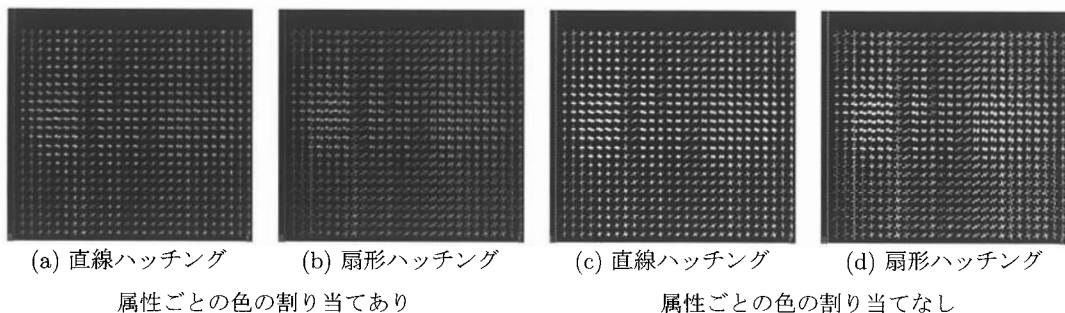 (a) 直線ハッチング
(b) 扇形ハッチング
(c) 直線ハッチング
(d) 扇形ハッチング
属性ごとの色の割り当てあり
属性ごとの色の割り当てなし